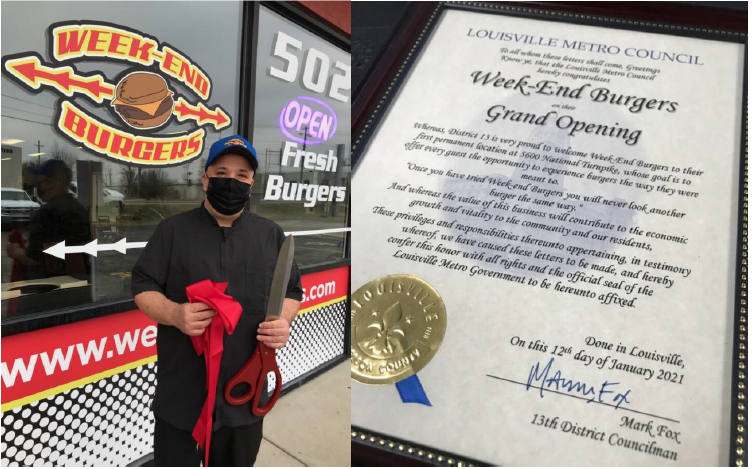 WEEK-END
BURGERS
502
OPEN
Fresh
Burgers
www.we
s.com
LOUISVILLE METRO COUNCIL
To all whom these letters shall come, Greetings
Know ye, that the Louisville Metro Council
hereby congratulates
Week-End Burgers
on their
Grand Opening
Whereas, District 13 is very proud to welcome Week-End Burgers to their
first permanent location at 5600 National Turnpike, whose goal is to
offer every guest the opportunity to experience burgers the way they were
meant to.
"Once you have tried Week-end Burgers you will never look another
burger the same way."
And whereas the value of this business will contribute to the economic
growth and vitality to the community and our residents,
These privileges and responsibilities thereunto appertaining, in testimony
whereof, we have caused these letters to be made, and hereby
confer this honor with all rights and the official seal of the
Louisville Metro Government to be hereunto affixed.
LOUISVILLE
COUNTY
Done in Louisville,
On this 12th day of January 2021
Mark Fox
Mark Fox
13th District Councilman